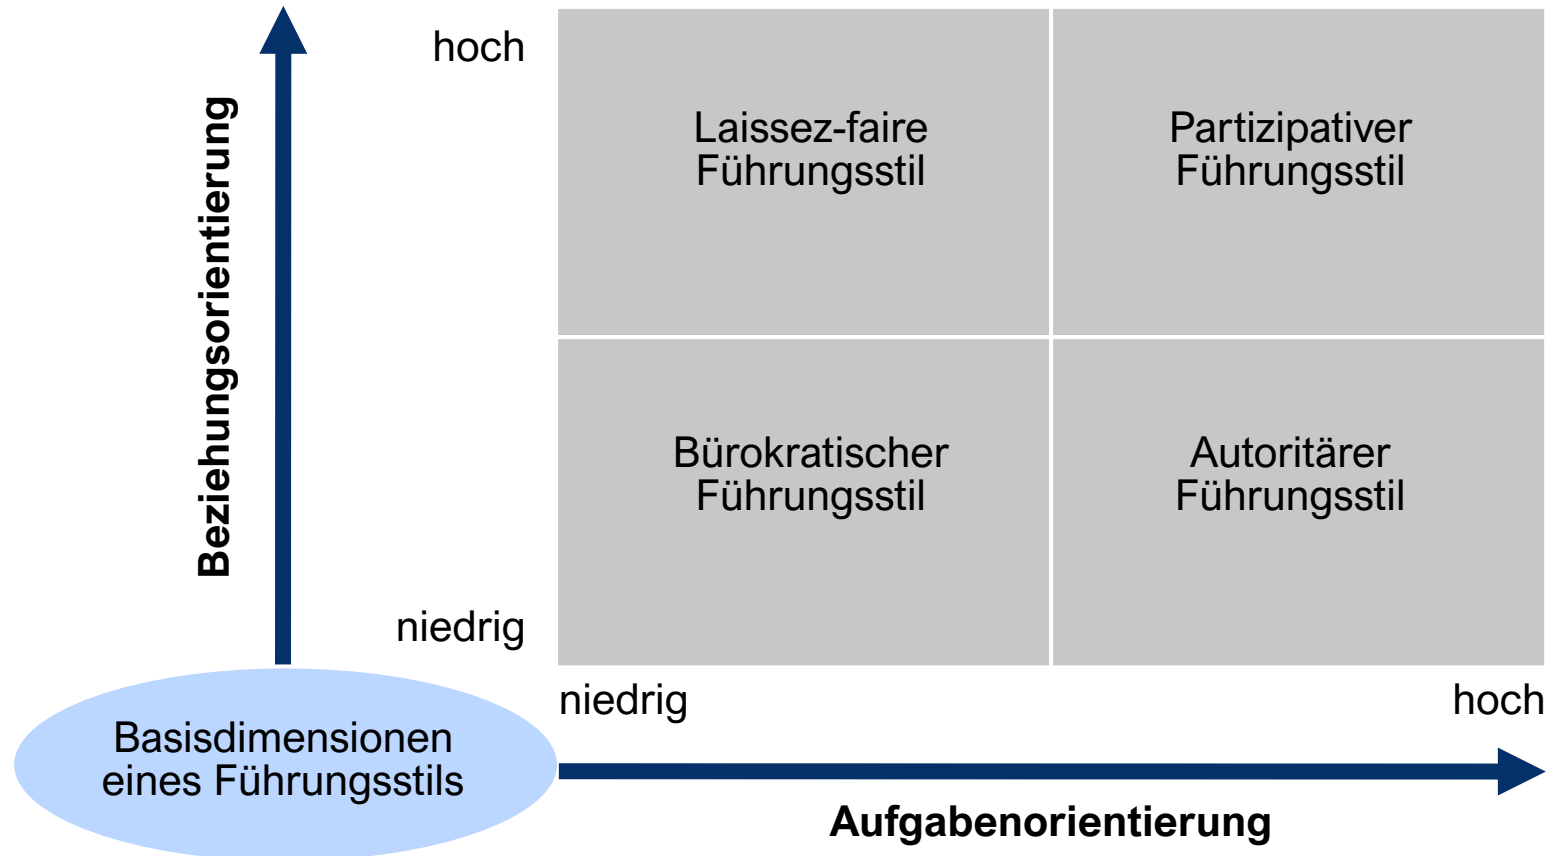 hoch
Laissez-faire
Führungsstil
Partizipativer
Führungsstil
Beziehungsorientierung
Bürokratischer
Führungsstil
Autoritärer
Führungsstil
niedrig
niedrig
hoch
Basisdimensionen
eines Führungsstils
Aufgabenorientierung